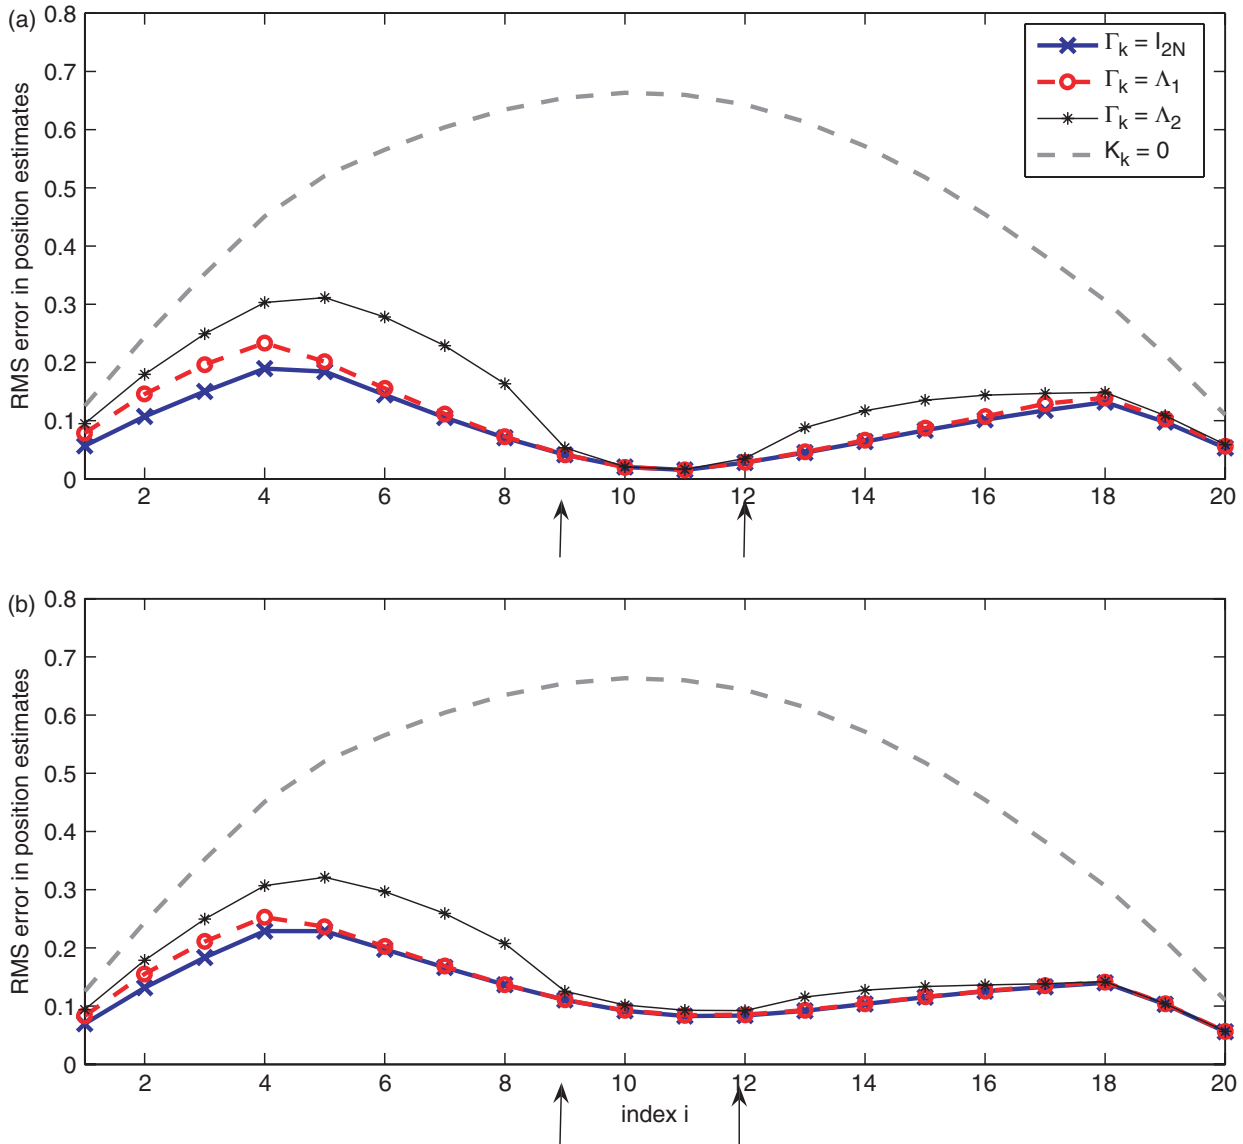 (a)
RMS error in position estimates
0.8
0.7
0.6
0.5
0.4
0.3
0.2
0.1
0
2 4 6 8 10 12 14 16 18 20
Γk = I2N
Γk = Λ1
Γk = Λ2
Kk = 0
(b)
RMS error in position estimates
0.8
0.7
0.6
0.5
0.4
0.3
0.2
0.1
0
2 4 6 8 10 12 14 16 18 20
index i